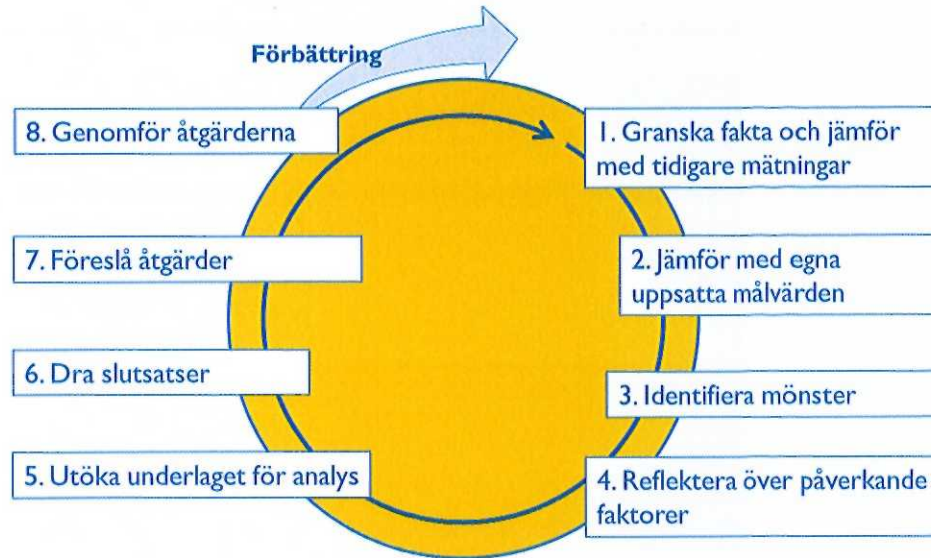 Förbättring
1. Granska fakta och jämför
med tidigare mätningar
2. Jämför med egna
uppsatta målvärden
3. Identifiera mönster
4. Reflektera över påverkande
faktorer
5. Utöka underlaget för analys
6. Dra slutsatser
7. Föreslå åtgärder
8. Genomför åtgärderna